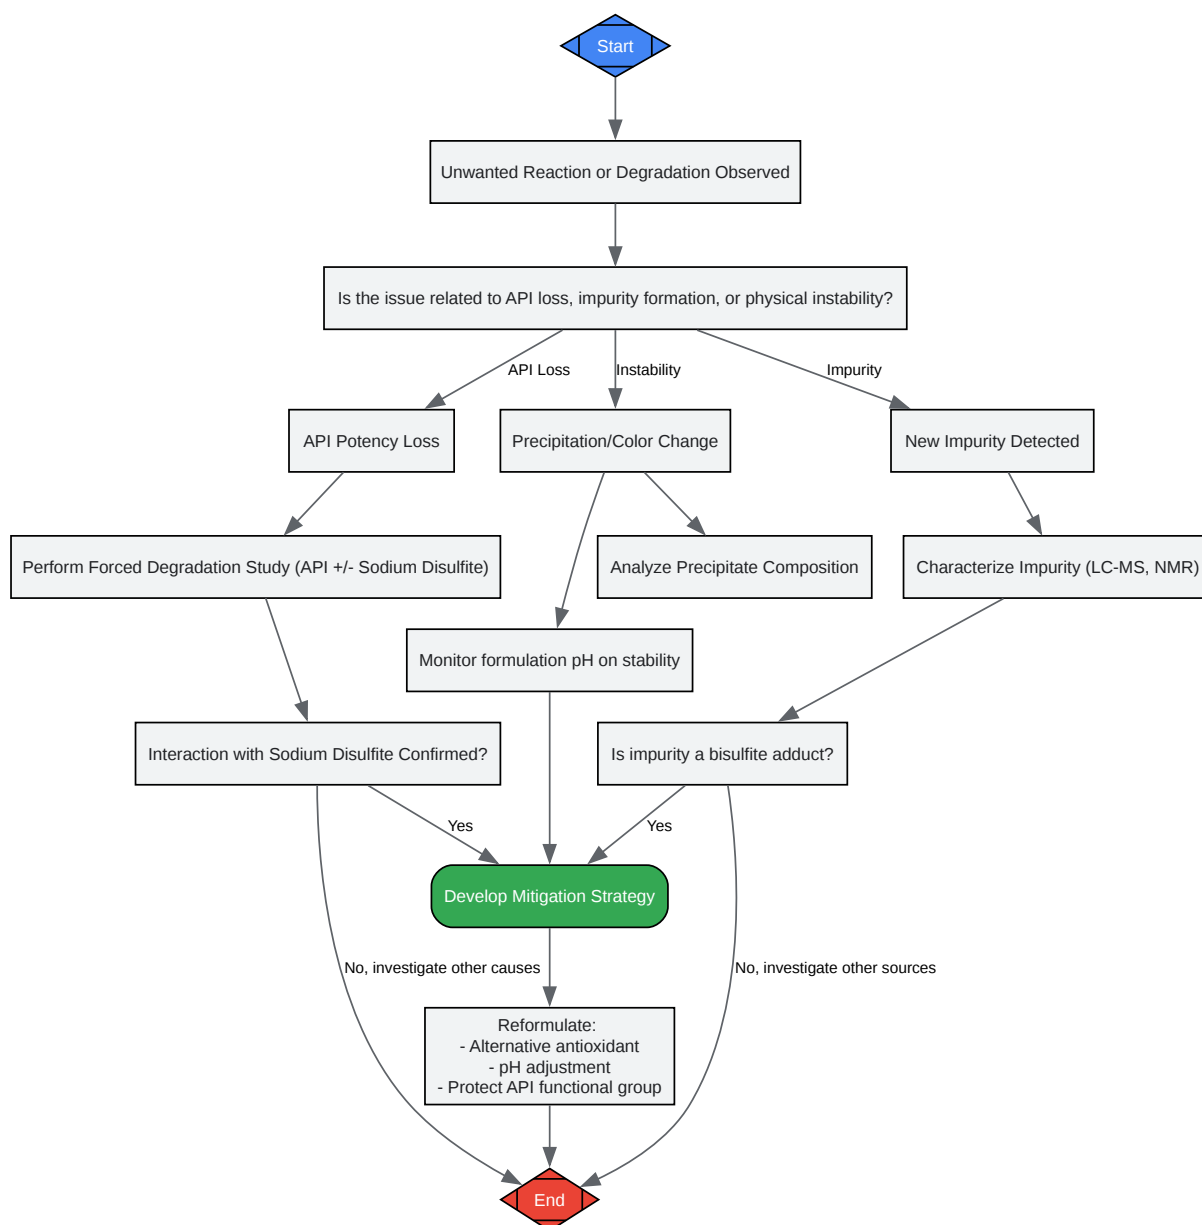 Start
Unwanted Reaction or Degradation Observed
Is the issue related to API loss, impurity formation, or physical instability?
API Loss
Instability
Impurity
API Potency Loss
Precipitation/Color Change
New Impurity Detected
Perform Forced Degradation Study (API +/- Sodium Disulfite)
Analyze Precipitate Composition
Characterize Impurity (LC-MS, NMR)
Monitor formulation pH on stability
Interaction with Sodium Disulfite Confirmed?
Is impurity a bisulfite adduct?
Yes
Yes
Develop Mitigation Strategy
No, investigate other causes
No, investigate other sources
Reformulate:
- Alternative antioxidant
- pH adjustment
- Protect API functional group
End